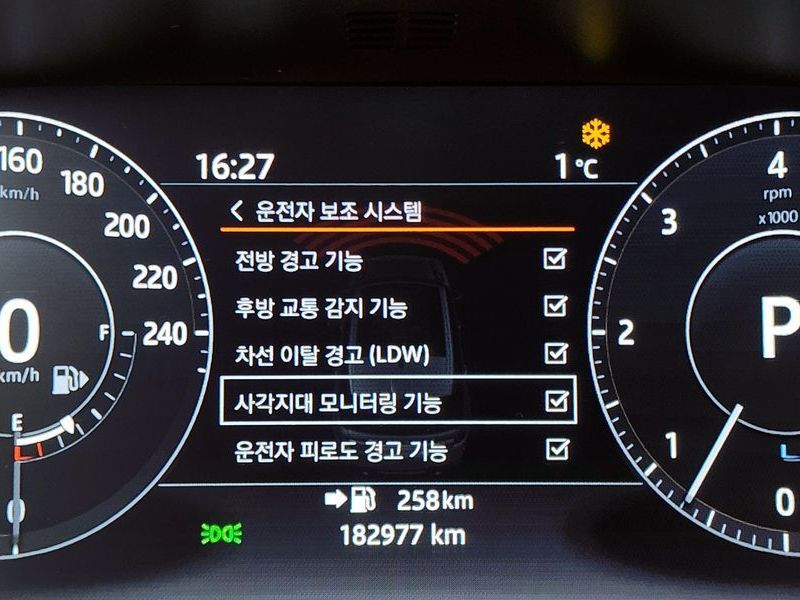 16:27
1 °C
< 운전자 보조 시스템
전방 경고 기능
후방 교통 감지 기능
차선 이탈 경고 (LDW)
사각지대 모니터링 기능
운전자 피로도 경고 기능
258 km
182977 km
160
km/h
180
200
220
240
0
km/h
F
E
0
4
rpm
x1000
3
2
P
1
0